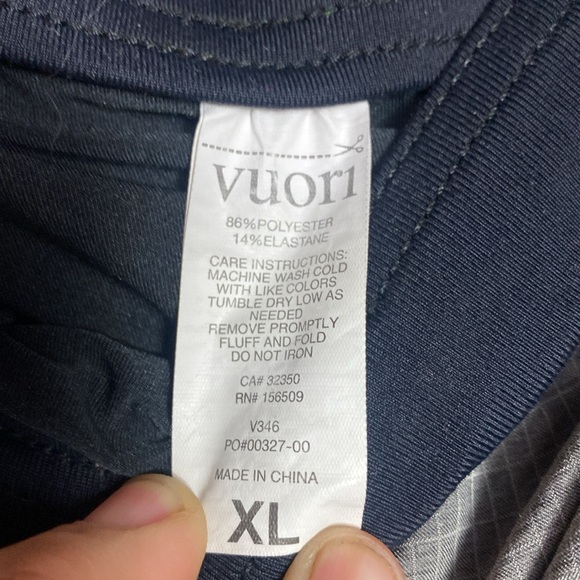 vuori
86%POLYESTER
14%ELASTANE
CARE INSTRUCTIONS:
MACHINE WASH COLD
WITH LIKE COLORS
TUMBLE DRY LOW AS
NEEDED
REMOVE PROMPTLY
FLUFF AND FOLD
DO NOT IRON
CA# 32350
RN# 156509
V346
PO#00327-00
MADE IN CHINA
XL